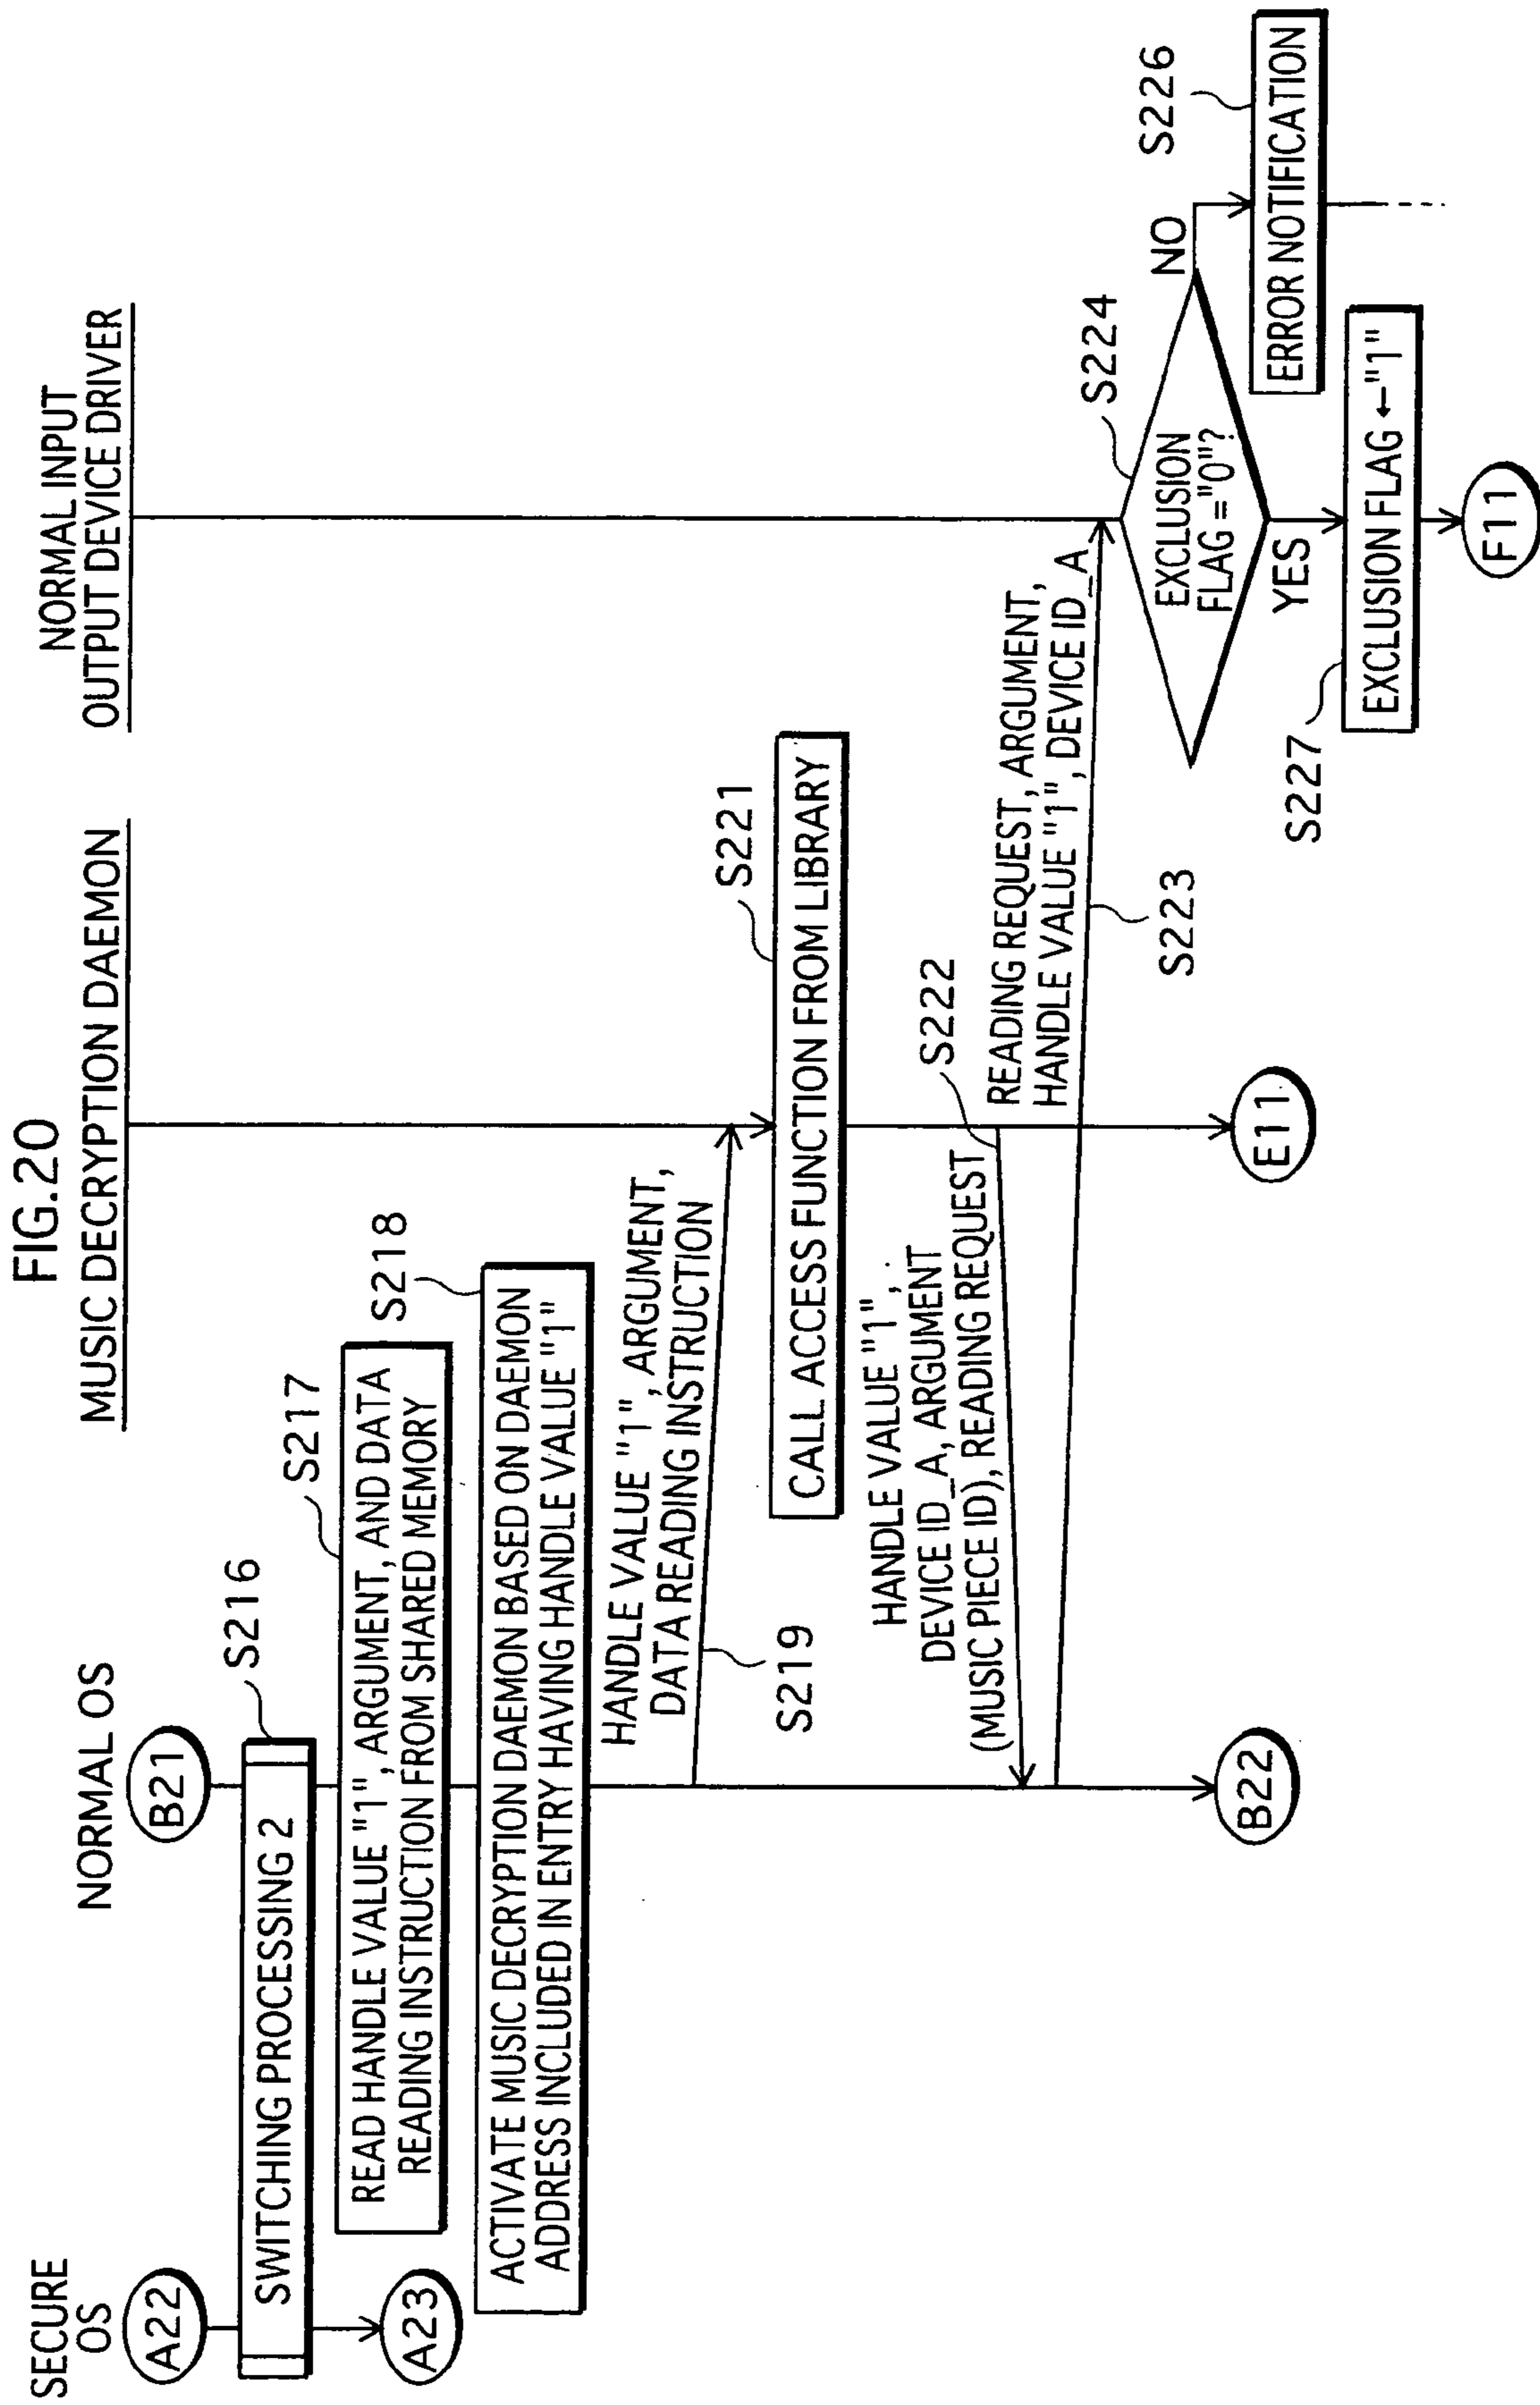 FIG.20
SECURE
OS
NORMAL OS
MUSIC DECRYPTION DAEMON
NORMAL INPUT
OUTPUT DEVICE DRIVER
A22
B21
S216
SWITCHING PROCESSING 2
S217
READ HANDLE VALUE "1", ARGUMENT, AND DATA
READING INSTRUCTION FROM SHARED MEMORY
A23
S218
ACTIVATE MUSIC DECRYPTION DAEMON BASED ON DAEMON
ADDRESS INCLUDED IN ENTRY HAVING HANDLE VALUE "1"
HANDLE VALUE "1", ARGUMENT,
DATA READING INSTRUCTION
S219
S221
CALL ACCESS FUNCTION FROM LIBRARY
HANDLE VALUE "1",
DEVICE ID_A, ARGUMENT
(MUSIC PIECE ID), READING REQUEST
S222
READING REQUEST, ARGUMENT,
HANDLE VALUE "1", DEVICE ID_A
S223
S224
EXCLUSION
FLAG ="0"?
NO
S226
ERROR NOTIFICATION
YES
S227
EXCLUSION FLAG ←"1"
B22
E11
F11